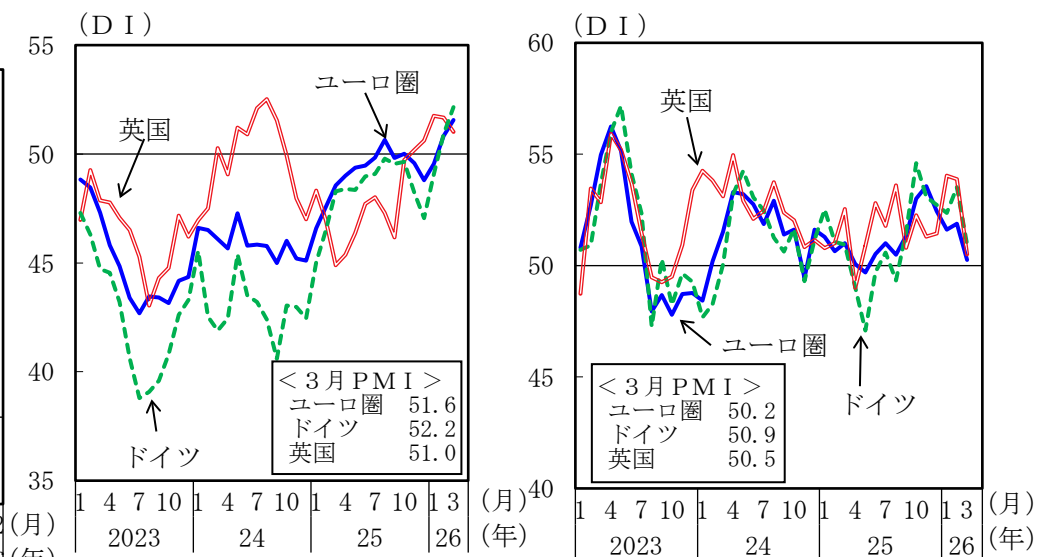 (ＤＩ)
55
50
45
40
35
ユーロ圏
英国
ドイツ
＜３月ＰＭＩ＞
ユーロ圏 51.6
ドイツ 52.2
英国 51.0
1 4 7 10 1 4 7 10 1 4 7 10 1 3 (月)
2023 24 25 26 (年)
2(月)
(年)
(ＤＩ)
60
55
50
45
40
英国
ユーロ圏
ドイツ
＜３月ＰＭＩ＞
ユーロ圏 50.2
ドイツ 50.9
英国 50.5
1 4 7 10 1 4 7 10 1 4 7 10 1 3 (月)
2023 24 25 26 (年)